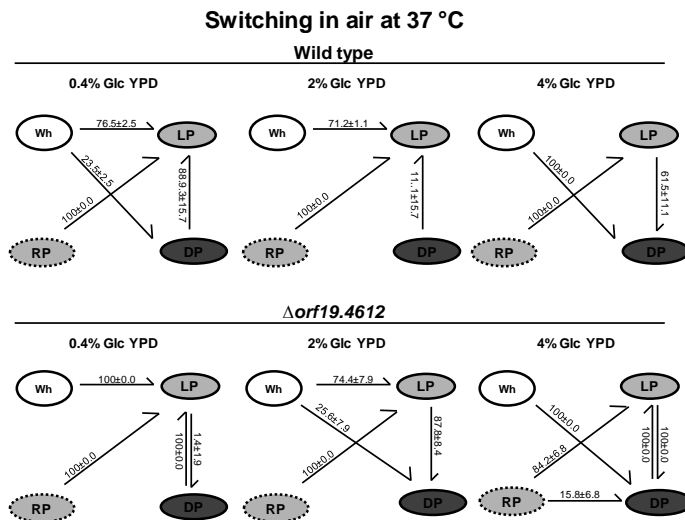 Switching in air at 37 °C
Wild type
0.4% Glc YPD
2% Glc YPD
4% Glc YPD
Wh
76.5±2.5
LP
23.5±2.5
100±0.0
88.9.3±15.7
RP
DP
Wh
71.2±1.1
LP
100±0.0
11..1±15.7
RP
DP
Wh
LP
100±0.0
100±0.0
61.5±11.1
RP
DP
Δorf19.4612
0.4% Glc YPD
2% Glc YPD
4% Glc YPD
Wh
100±0.0
LP
100±0.0
100±0.0
1.4±1.9
RP
DP
Wh
74.4±7.9
LP
25.6±7.9
100±0.0
87.8±8.4
RP
DP
Wh
LP
100±0.0
84.2±6.8
100±0.0
100±0.0
RP
15.8±6.8
DP